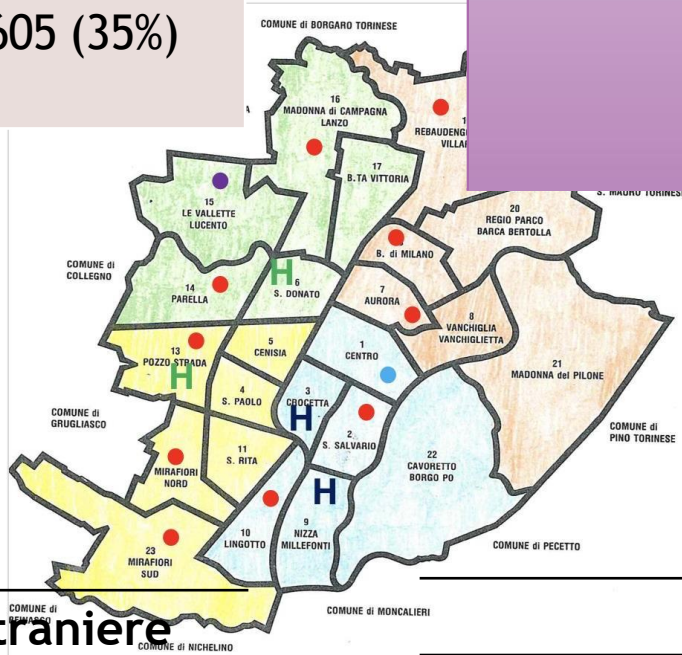 605 (35%)
COMUNE di BORGARO TORINESE
16
MADONNA di CAMPAGNA
LANZO
17
B.TA VITTORIA
S. MAURO TORINES
15
LE VALLETTE
LUCENTO
20
REGIO PARCO
BARCA BERTOLLA
B. di MILANO
COMUNE di
COLLEGNO
14
PARELLA
H
6
S. DONATO
7
AURORA
8
VANCHIGLIA
VANCHIGLIETTA
1
CENTRO
5
CENISIA
13
POZZO STRADA
H
21
MADONNA del PILONE
4
S. PAOLO
3
CROCETTA
H
2
S. SALVARIO
COMUNE di
GRUGLIASCO
COMUNE di
PINO TORINESE
11
S. RITA
22
CAVORETTO
BORGO PO
MIRAFIORI
NORD
H
10
LINGOTTO
9
NIZZA
MILLEFONTI
COMUNE di PECETTO
23
MIRAFIORI
SUD
COMUNE di
COMUNE di MONCALIERI
traniere
COMUNE di NICHELINO